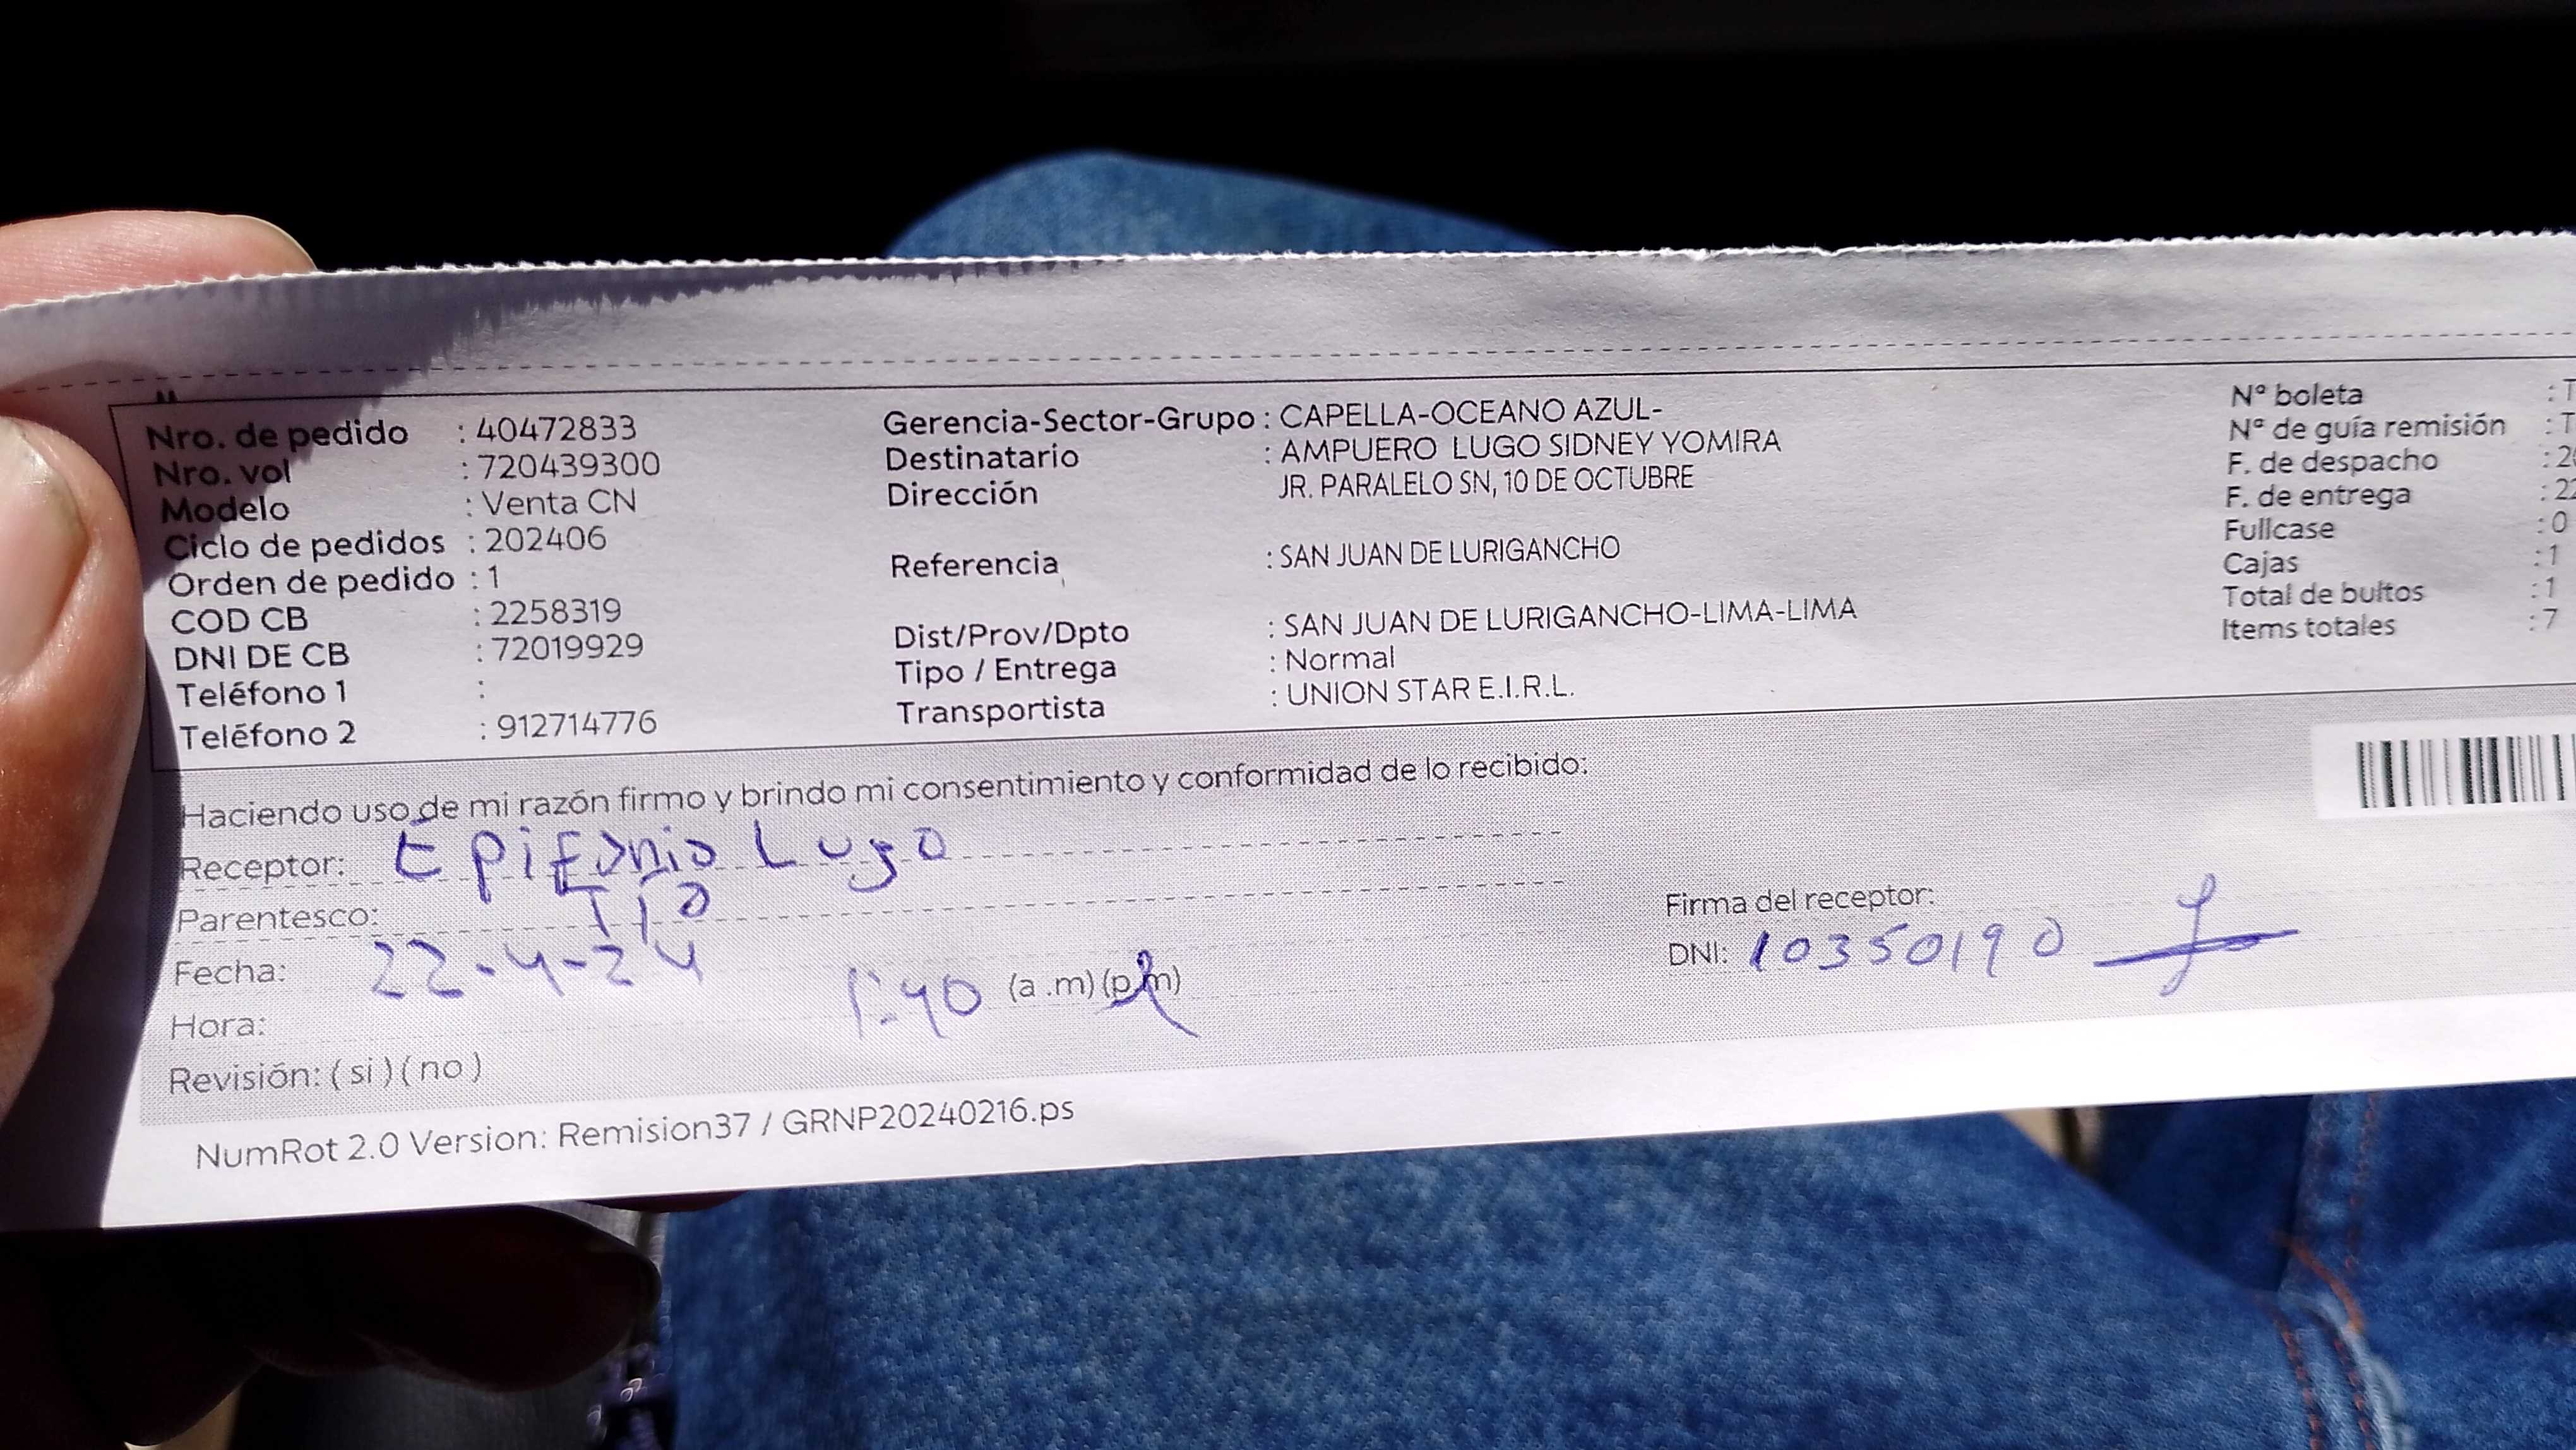 Nro. de pedido : 40472833
Nro. vol : 720439300
Modelo : Venta CN
Ciclo de pedidos : 202406
Orden de pedido : 1
COD CB : 2258319
DNI DE CB : 72019929
Teléfono 1 :
Teléfono 2 : 912714776
Gerencia-Sector-Grupo : CAPELLA-OCEANO AZUL-
Destinatario : AMPUERO LUGO SIDNEY YOMIRA
Dirección JR. PARALELO SN, 10 DE OCTUBRE
Referencia : SAN JUAN DE LURIGANCHO
Dist/Prov/Dpto : SAN JUAN DE LURIGANCHO-LIMA-LIMA
Tipo / Entrega : Normal
Transportista : UNION STAR E.I.R.L.
Nº boleta : T
Nº de guía remisión : T
F. de despacho : 20
F. de entrega : 22
Fullcase : 0
Cajas : 1
Total de bultos : 1
Items totales : 7
Haciendo uso de mi razón firmo y brindo mi consentimiento y conformidad de lo recibido:
Receptor: Epifanio Lugo
Parentesco: Tio
Fecha: 22-4-24
Hora: 1:40 (a .m) (p.m)
Revisión: ( si ) ( no )
Firma del receptor:
DNI: 10350190
NumRot 2.0 Version: Remision37 / GRNP20240216.ps